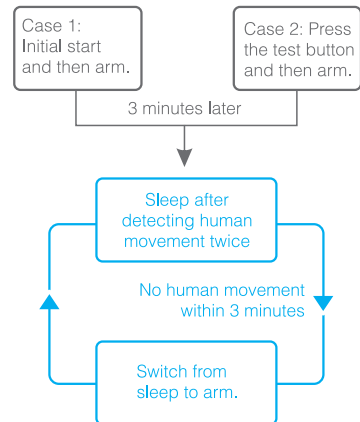 Case 1:
Initial start
and then arm.
Case 2: Press
the test button
and then arm.
3 minutes later
Sleep after
detecting human
movement twice
No human movement
within 3 minutes
Switch from
sleep to arm.